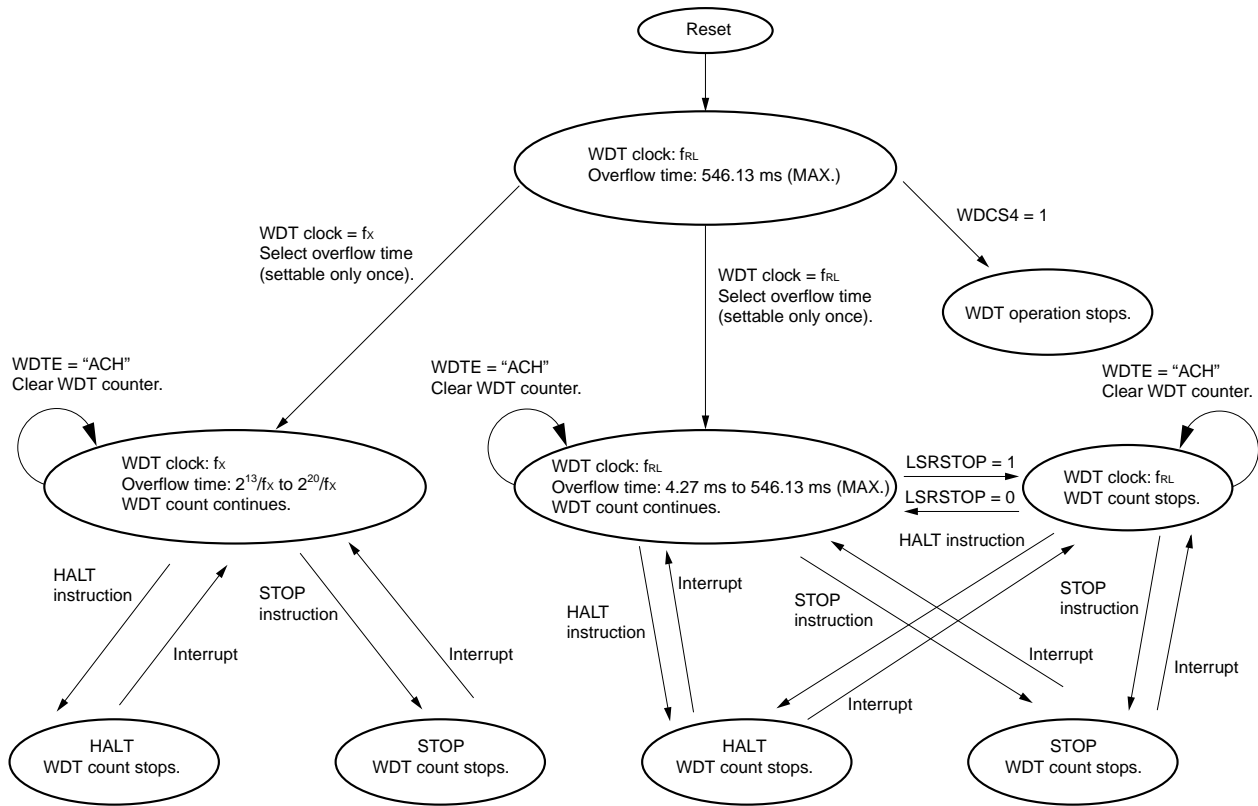 Reset
WDT clock: fRL
Overflow time: 546.13 ms (MAX.)
WDCS4 = 1
WDT clock = fX
Select overflow time
(settable only once).
WDT clock = fRL
Select overflow time
(settable only once).
WDT operation stops.
WDTE = “ACH”
Clear WDT counter.
WDTE = “ACH”
Clear WDT counter.
WDTE = “ACH”
Clear WDT counter.
WDT clock: fX
Overflow time: 2^13/fX to 2^20/fX
WDT count continues.
WDT clock: fRL
Overflow time: 4.27 ms to 546.13 ms (MAX.)
WDT count continues.
LSRSTOP = 1
LSRSTOP = 0
WDT clock: fRL
WDT count stops.
HALT instruction
HALT
instruction
Interrupt
STOP
instruction
Interrupt
HALT
instruction
Interrupt
STOP
instruction
Interrupt
Interrupt
STOP
instruction
Interrupt
HALT
WDT count stops.
STOP
WDT count stops.
HALT
WDT count stops.
STOP
WDT count stops.